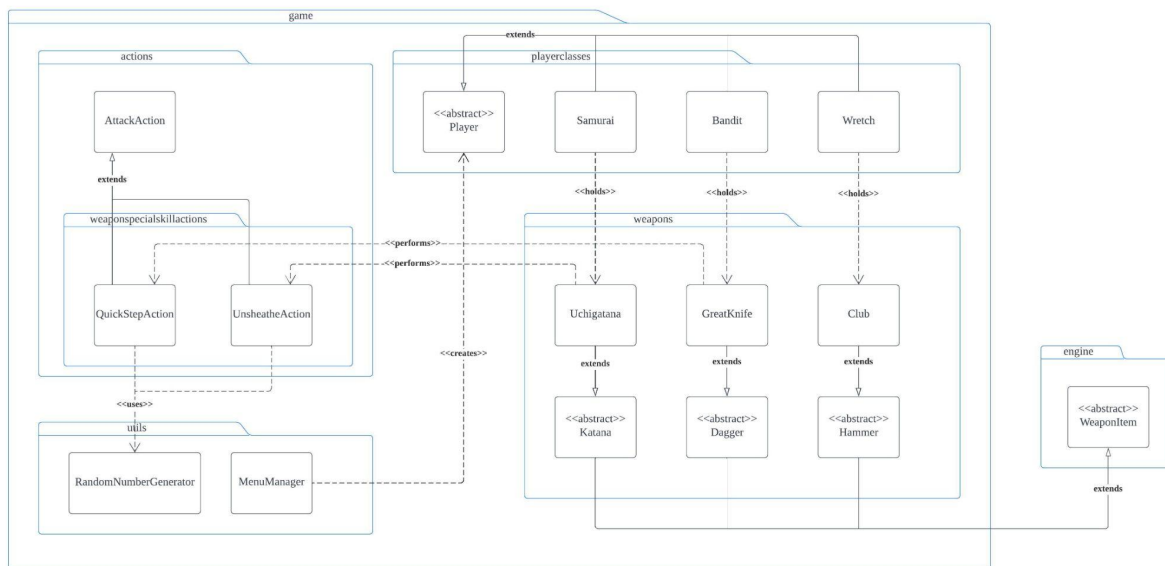 game
actions
playerclasses
extends
AttackAction
<<abstract>>
Player
Samurai
Bandit
Wretch
extends
<<holds>>
<<holds>>
<<holds>>
weaponspecialskillactions
weapons
<<performs>>
<<performs>>
QuickStepAction
UnsheatheAction
Uchigatana
GreatKnife
Club
<<creates>>
extends
extends
extends
engine
<<uses>>
<<abstract>>
Katana
<<abstract>>
Dagger
<<abstract>>
Hammer
<<abstract>>
WeaponItem
utils
RandomNumberGenerator
MenuManager
extends